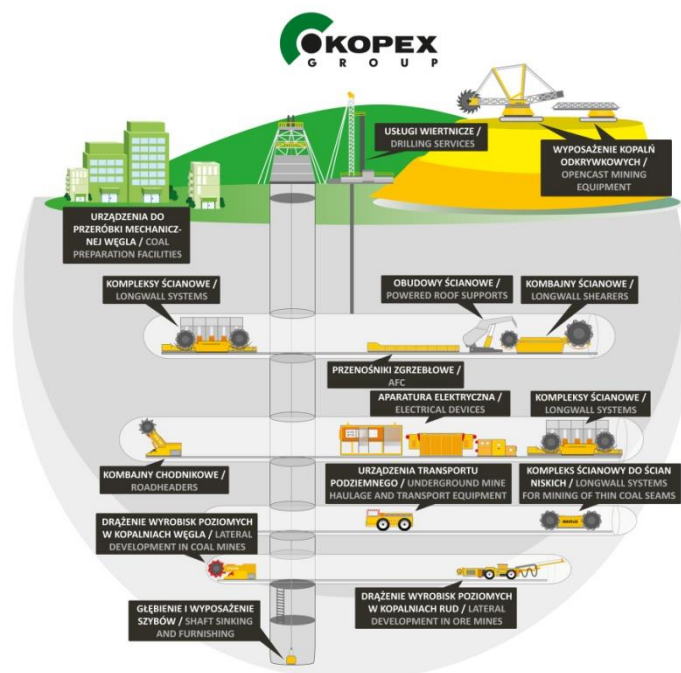 KOPEX
GROUP
USŁUGI WIERTNICZE /
DRILLING SERVICES
WYPOSAŻENIE KOPALŃ
ODKRYWKOWYCH /
OPENCAST MINING
EQUIPMENT
URZĄDZENIA DO
PRZERÓBKI MECHANICZ-
NEJ WĘGLA / COAL
PREPARATION FACILITIES
KOMPLEKSY ŚCIANOWE /
LONGWALL SYSTEMS
OBUDOWY ŚCIANOWE /
POWERED ROOF SUPPORTS
KOMBAJNY ŚCIANOWE /
LONGWALL SHEARERS
PRZENOŚNIKI ZGRZEBŁOWE /
AFC
APARATURA ELEKTRYCZNA /
ELECTRICAL DEVICES
KOMPLEKSY ŚCIANOWE /
LONGWALL SYSTEMS
KOMBAJNY CHODNIKOWE /
ROADHEADERS
URZĄDZENIA TRANSPORTU
PODZIEMNEGO / UNDERGROUND MINE
HAULAGE AND TRANSPORT EQUIPMENT
KOMPLEKS ŚCIANOWY DO ŚCIAN
NISKICH / LONGWALL SYSTEMS
FOR MINING OF THIN COAL SEAMS
DRĄŻENIE WYROBISK POZIOMYCH
W KOPALNIACH WĘGLA / LATERAL
DEVELOPMENT IN COAL MINES
DRĄŻENIE WYROBISK POZIOMYCH
W KOPALNIACH RUD / LATERAL
DEVELOPMENT IN ORE MINES
GŁĘBIENIE I WYPOSAŻENIE
SZYBÓW / SHAFT SINKING
AND FURNISHING